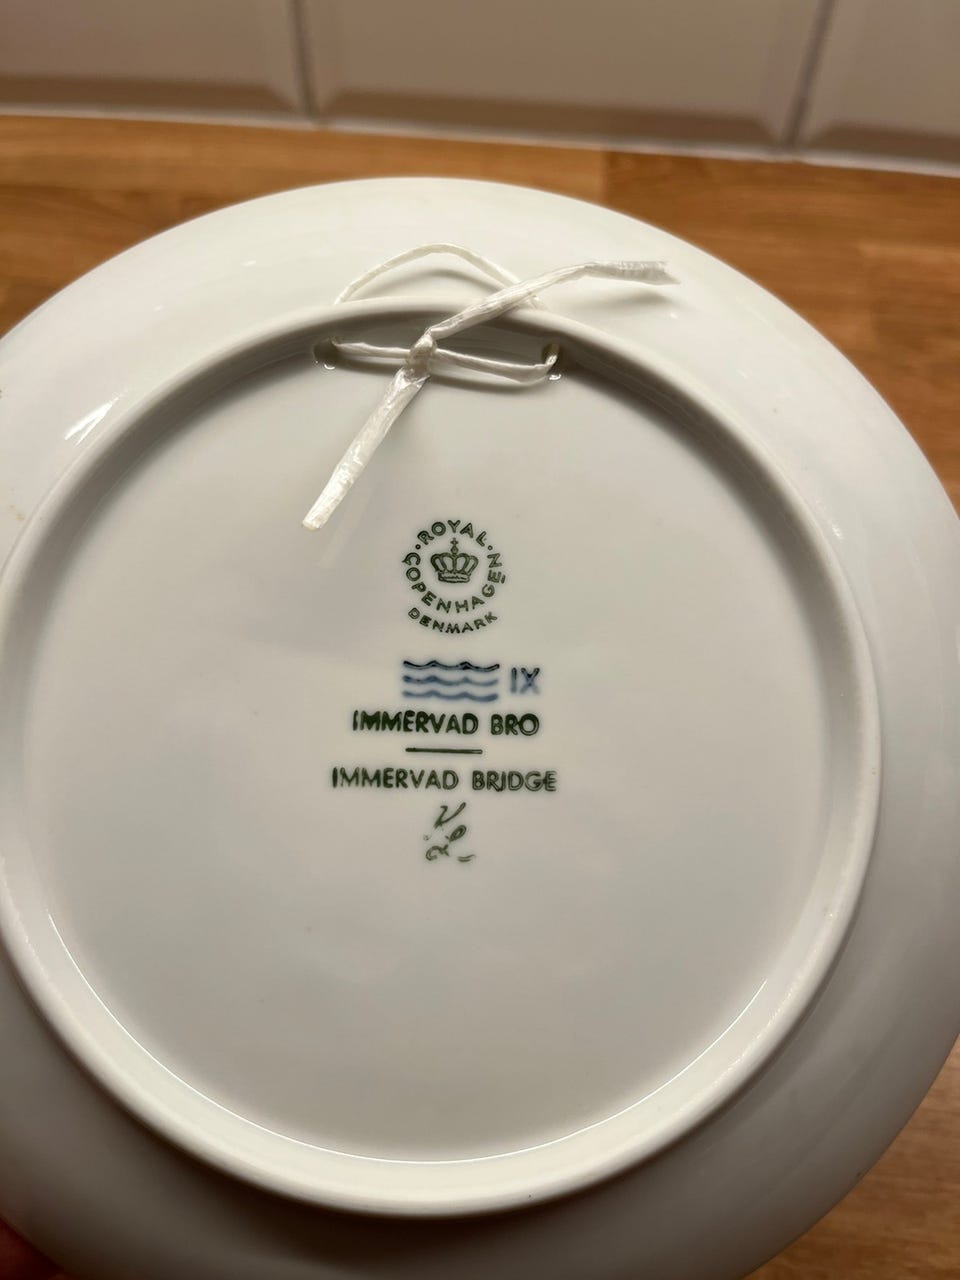 · ROYAL ·
COPENHAGEN
DENMARK
IX
IMMERVAD BRO
IMMERVAD BRIDGE